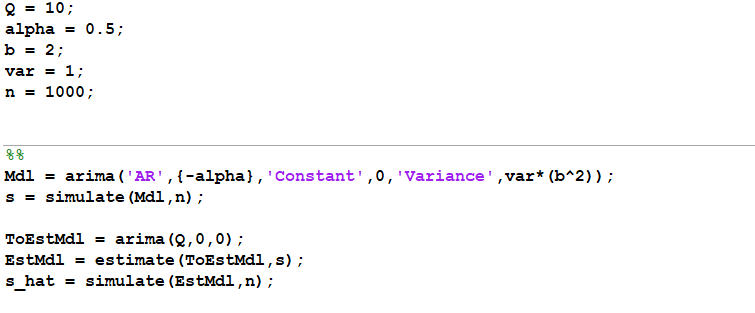 Q = 10;
alpha = 0.5;
b = 2;
var = 1;
n = 1000;
%%
Mdl = arima('AR',{-alpha},'Constant',0,'Variance',var*(b^2));
s = simulate(Mdl,n);
ToEstMdl = arima(Q,0,0);
EstMdl = estimate(ToEstMdl,s);
s_hat = simulate(EstMdl,n);